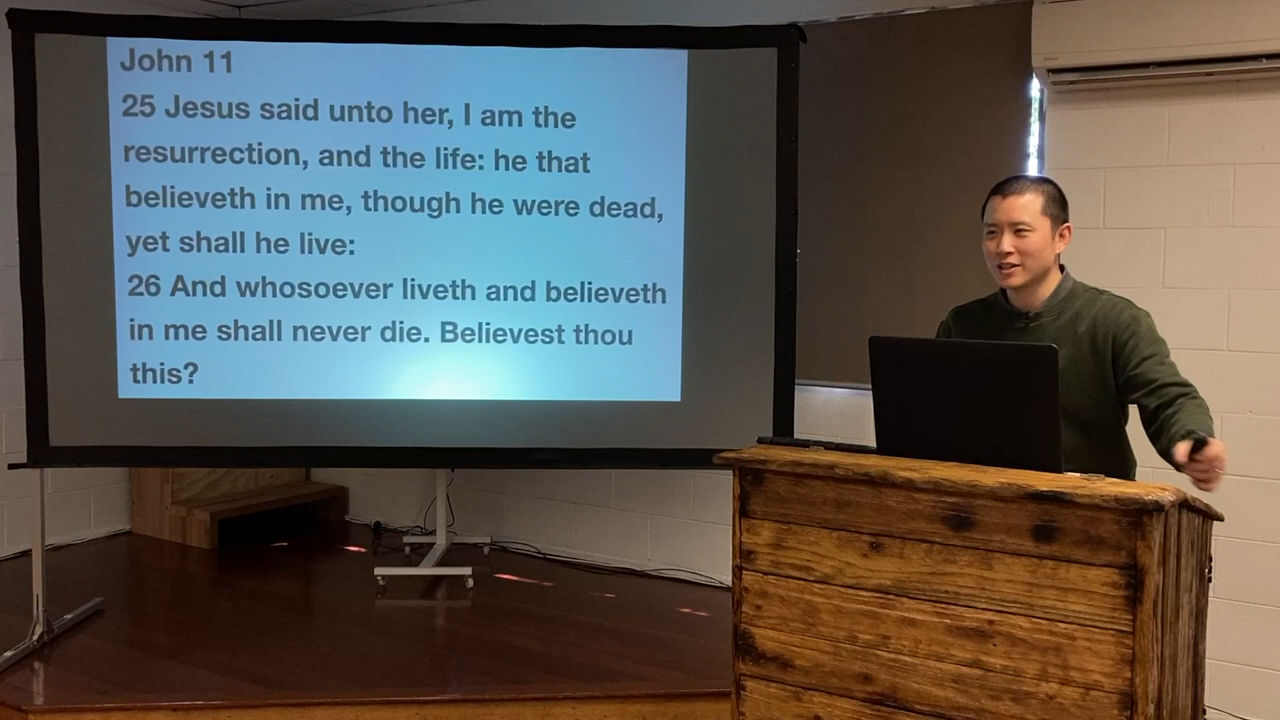 John 11
25 Jesus said unto her, I am the
resurrection, and the life: he that
believeth in me, though he were dead,
yet shall he live:
26 And whosoever liveth and believeth
in me shall never die. Believest thou
this?